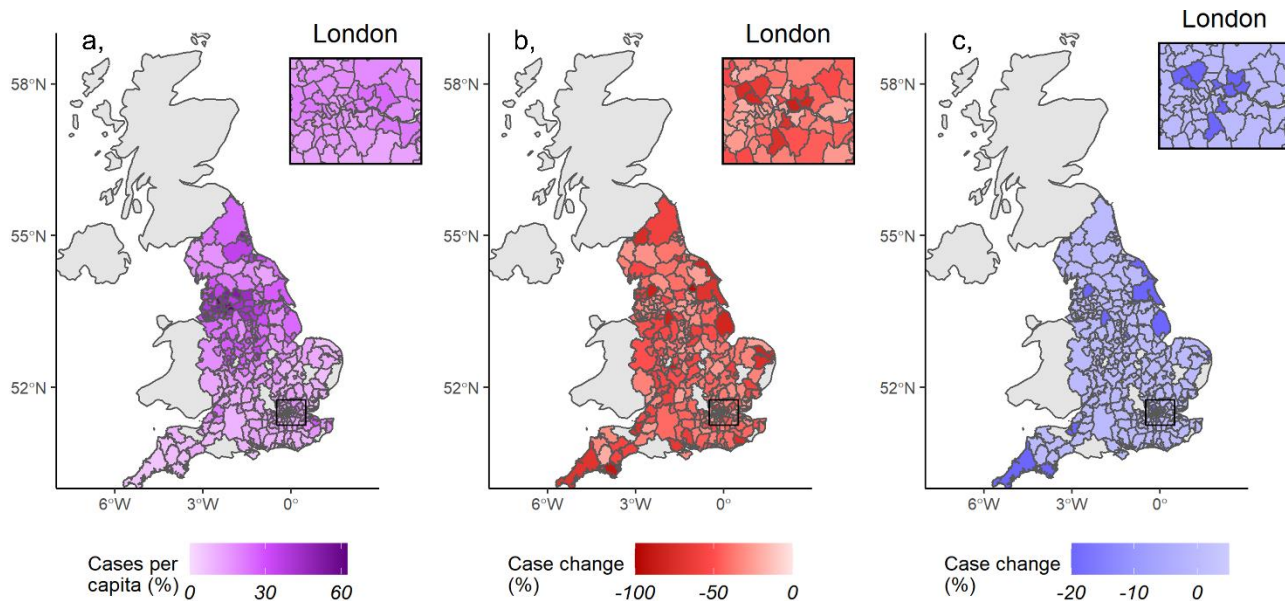 a,
London
58°N
55°N
52°N
6°W
3°W
0°
Cases per
capita (%)
0
30
60
b,
London
58°N
55°N
52°N
6°W
3°W
0°
Case change
(%)
-100
-50
0
c,
London
58°N
55°N
52°N
6°W
3°W
0°
Case change
(%)
-20
-10
0